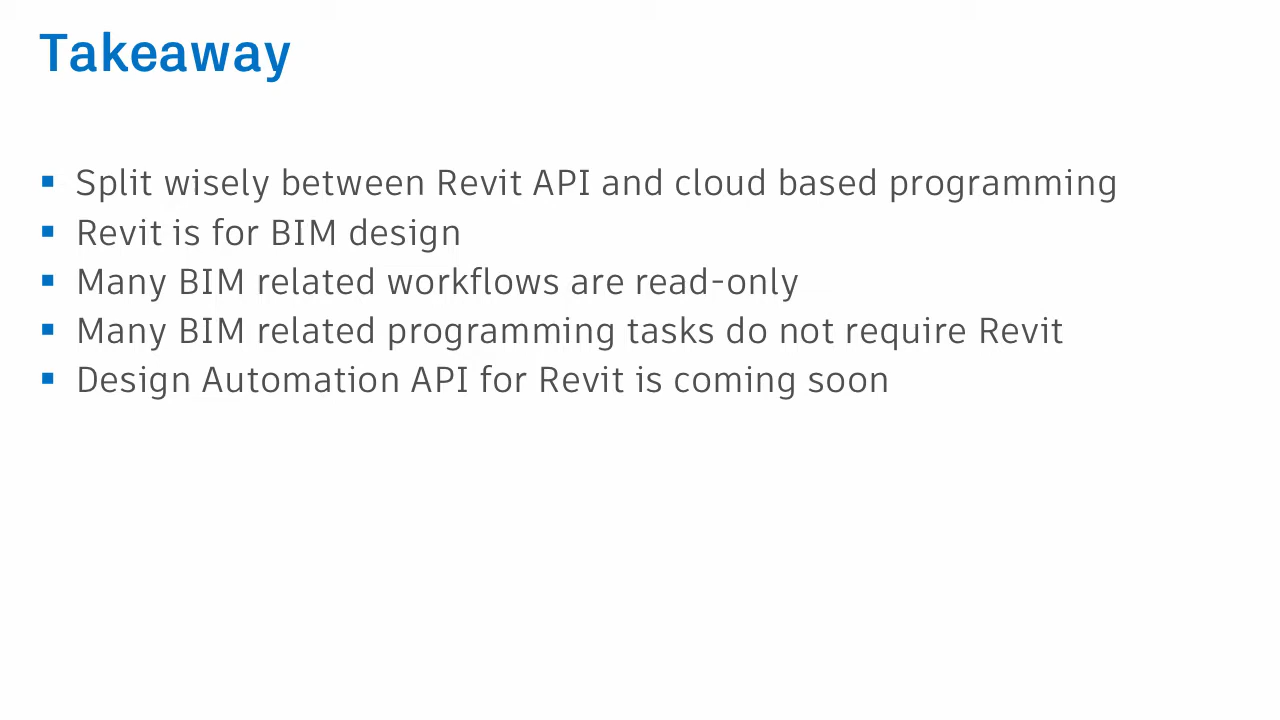 Takeaway
▪ Split wisely between Revit API and cloud based programming
▪ Revit is for BIM design
▪ Many BIM related workflows are read-only
▪ Many BIM related programming tasks do not require Revit
▪ Design Automation API for Revit is coming soon